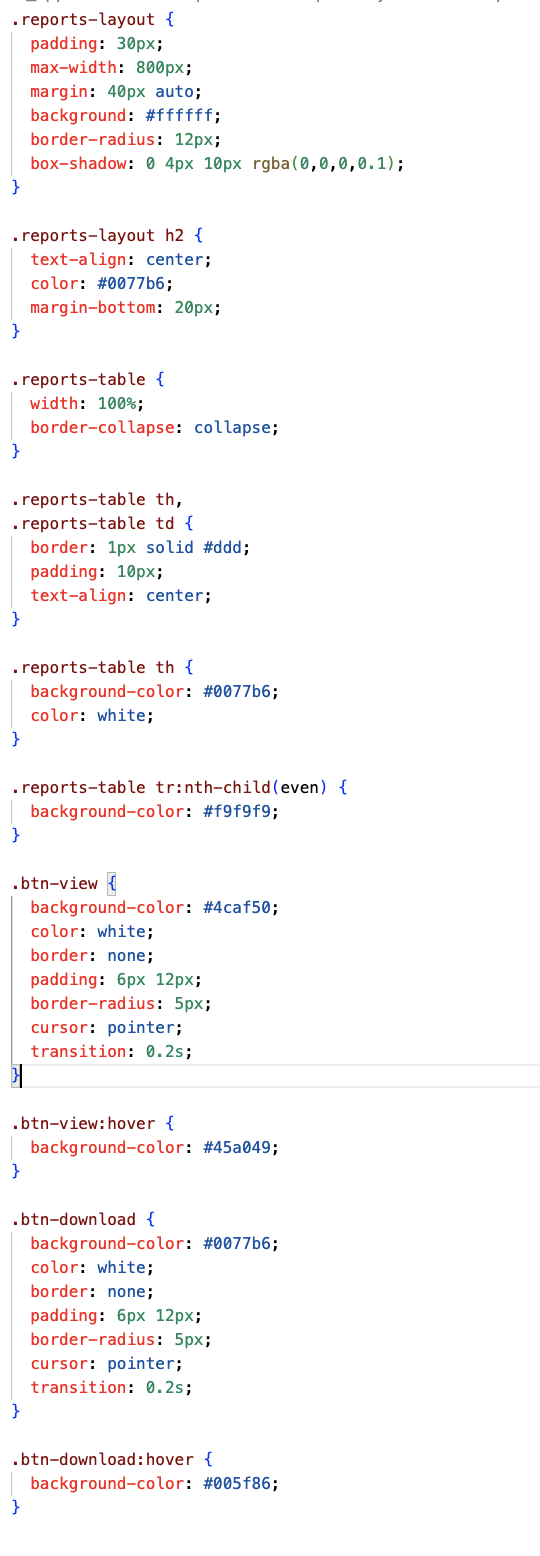 .reports-layout {
  padding: 30px;
  max-width: 800px;
  margin: 40px auto;
  background: #ffffff;
  border-radius: 12px;
  box-shadow: 0 4px 10px rgba(0,0,0,0.1);
}

.reports-layout h2 {
  text-align: center;
  color: #0077b6;
  margin-bottom: 20px;
}

.reports-table {
  width: 100%;
  border-collapse: collapse;
}

.reports-table th,
.reports-table td {
  border: 1px solid #ddd;
  padding: 10px;
  text-align: center;
}

.reports-table th {
  background-color: #0077b6;
  color: white;
}

.reports-table tr:nth-child(even) {
  background-color: #f9f9f9;
}

.btn-view {
  background-color: #4caf50;
  color: white;
  border: none;
  padding: 6px 12px;
  border-radius: 5px;
  cursor: pointer;
  transition: 0.2s;
}

.btn-view:hover {
  background-color: #45a049;
}

.btn-download {
  background-color: #0077b6;
  color: white;
  border: none;
  padding: 6px 12px;
  border-radius: 5px;
  cursor: pointer;
  transition: 0.2s;
}

.btn-download:hover {
  background-color: #005f86;
}